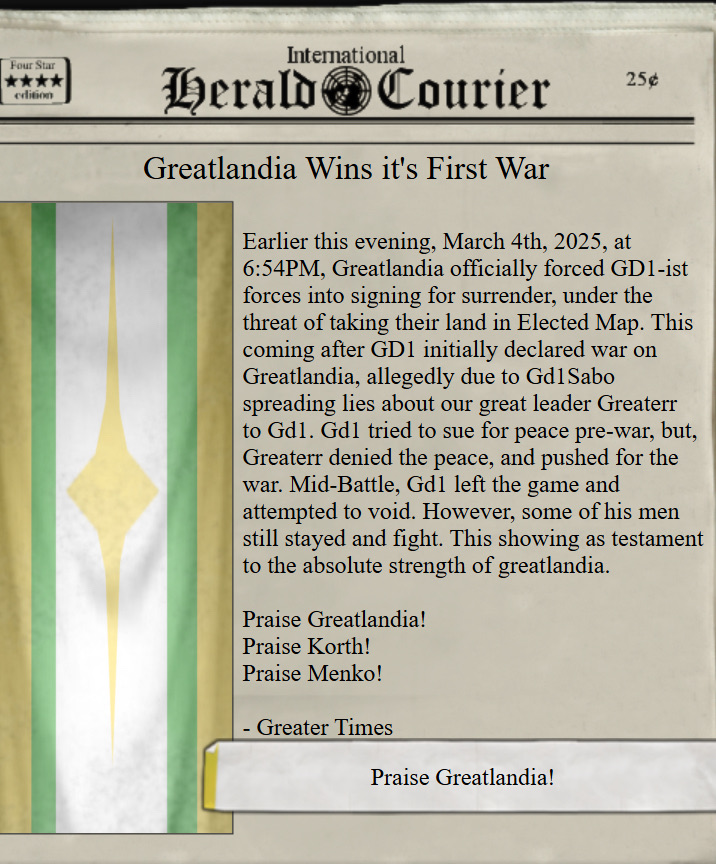 Four Star
★★★★
edition
International
Herald Courier
25¢
Greatlandia Wins it's First War
Earlier this evening, March 4th, 2025, at
6:54PM, Greatlandia officially forced GD1-ist
forces into signing for surrender, under the
threat of taking their land in Elected Map. This
coming after GD1 initially declared war on
Greatlandia, allegedly due to Gd1Sabo
spreading lies about our great leader Greaterr
to Gd1. Gd1 tried to sue for peace pre-war, but,
Greaterr denied the peace, and pushed for the
war. Mid-Battle, Gd1 left the game and
attempted to void. However, some of his men
still stayed and fight. This showing as testament
to the absolute strength of greatlandia.
Praise Greatlandia!
Praise Korth!
Praise Menko!
- Greater Times
Praise Greatlandia!